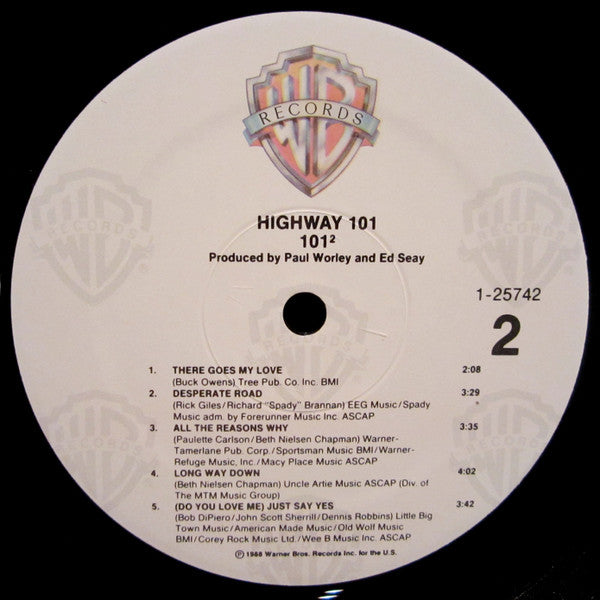 WB
RECORDS
HIGHWAY 101
101²
Produced by Paul Worley and Ed Seay
1-25742
2
1. THERE GOES MY LOVE 2:08
(Buck Owens) Tree Pub. Co. Inc. BMI
2. DESPERATE ROAD 3:29
(Rick Giles/Richard "Spady" Brannan) EEG Music/Spady
Music adm. by Forerunner Music Inc. ASCAP
3. ALL THE REASONS WHY 3:35
(Paulette Carlson/Beth Nielsen Chapman) Warner-
Tamerlane Pub. Corp./Sportsman Music BMI/Warner-
Refuge Music, Inc./Macy Place Music ASCAP
4. LONG WAY DOWN 4:02
(Beth Nielsen Chapman) Uncle Artie Music ASCAP (Div. of
The MTM Music Group)
5. (DO YOU LOVE ME) JUST SAY YES 3:42
(Bob DiPiero/John Scott Sherrill/Dennis Robbins) Little Big
Town Music/American Made Music/Old Wolf Music
BMI/Corey Rock Music Ltd./Wee B Music Inc. ASCAP
℗ 1988 Warner Bros. Records Inc. for the U.S.